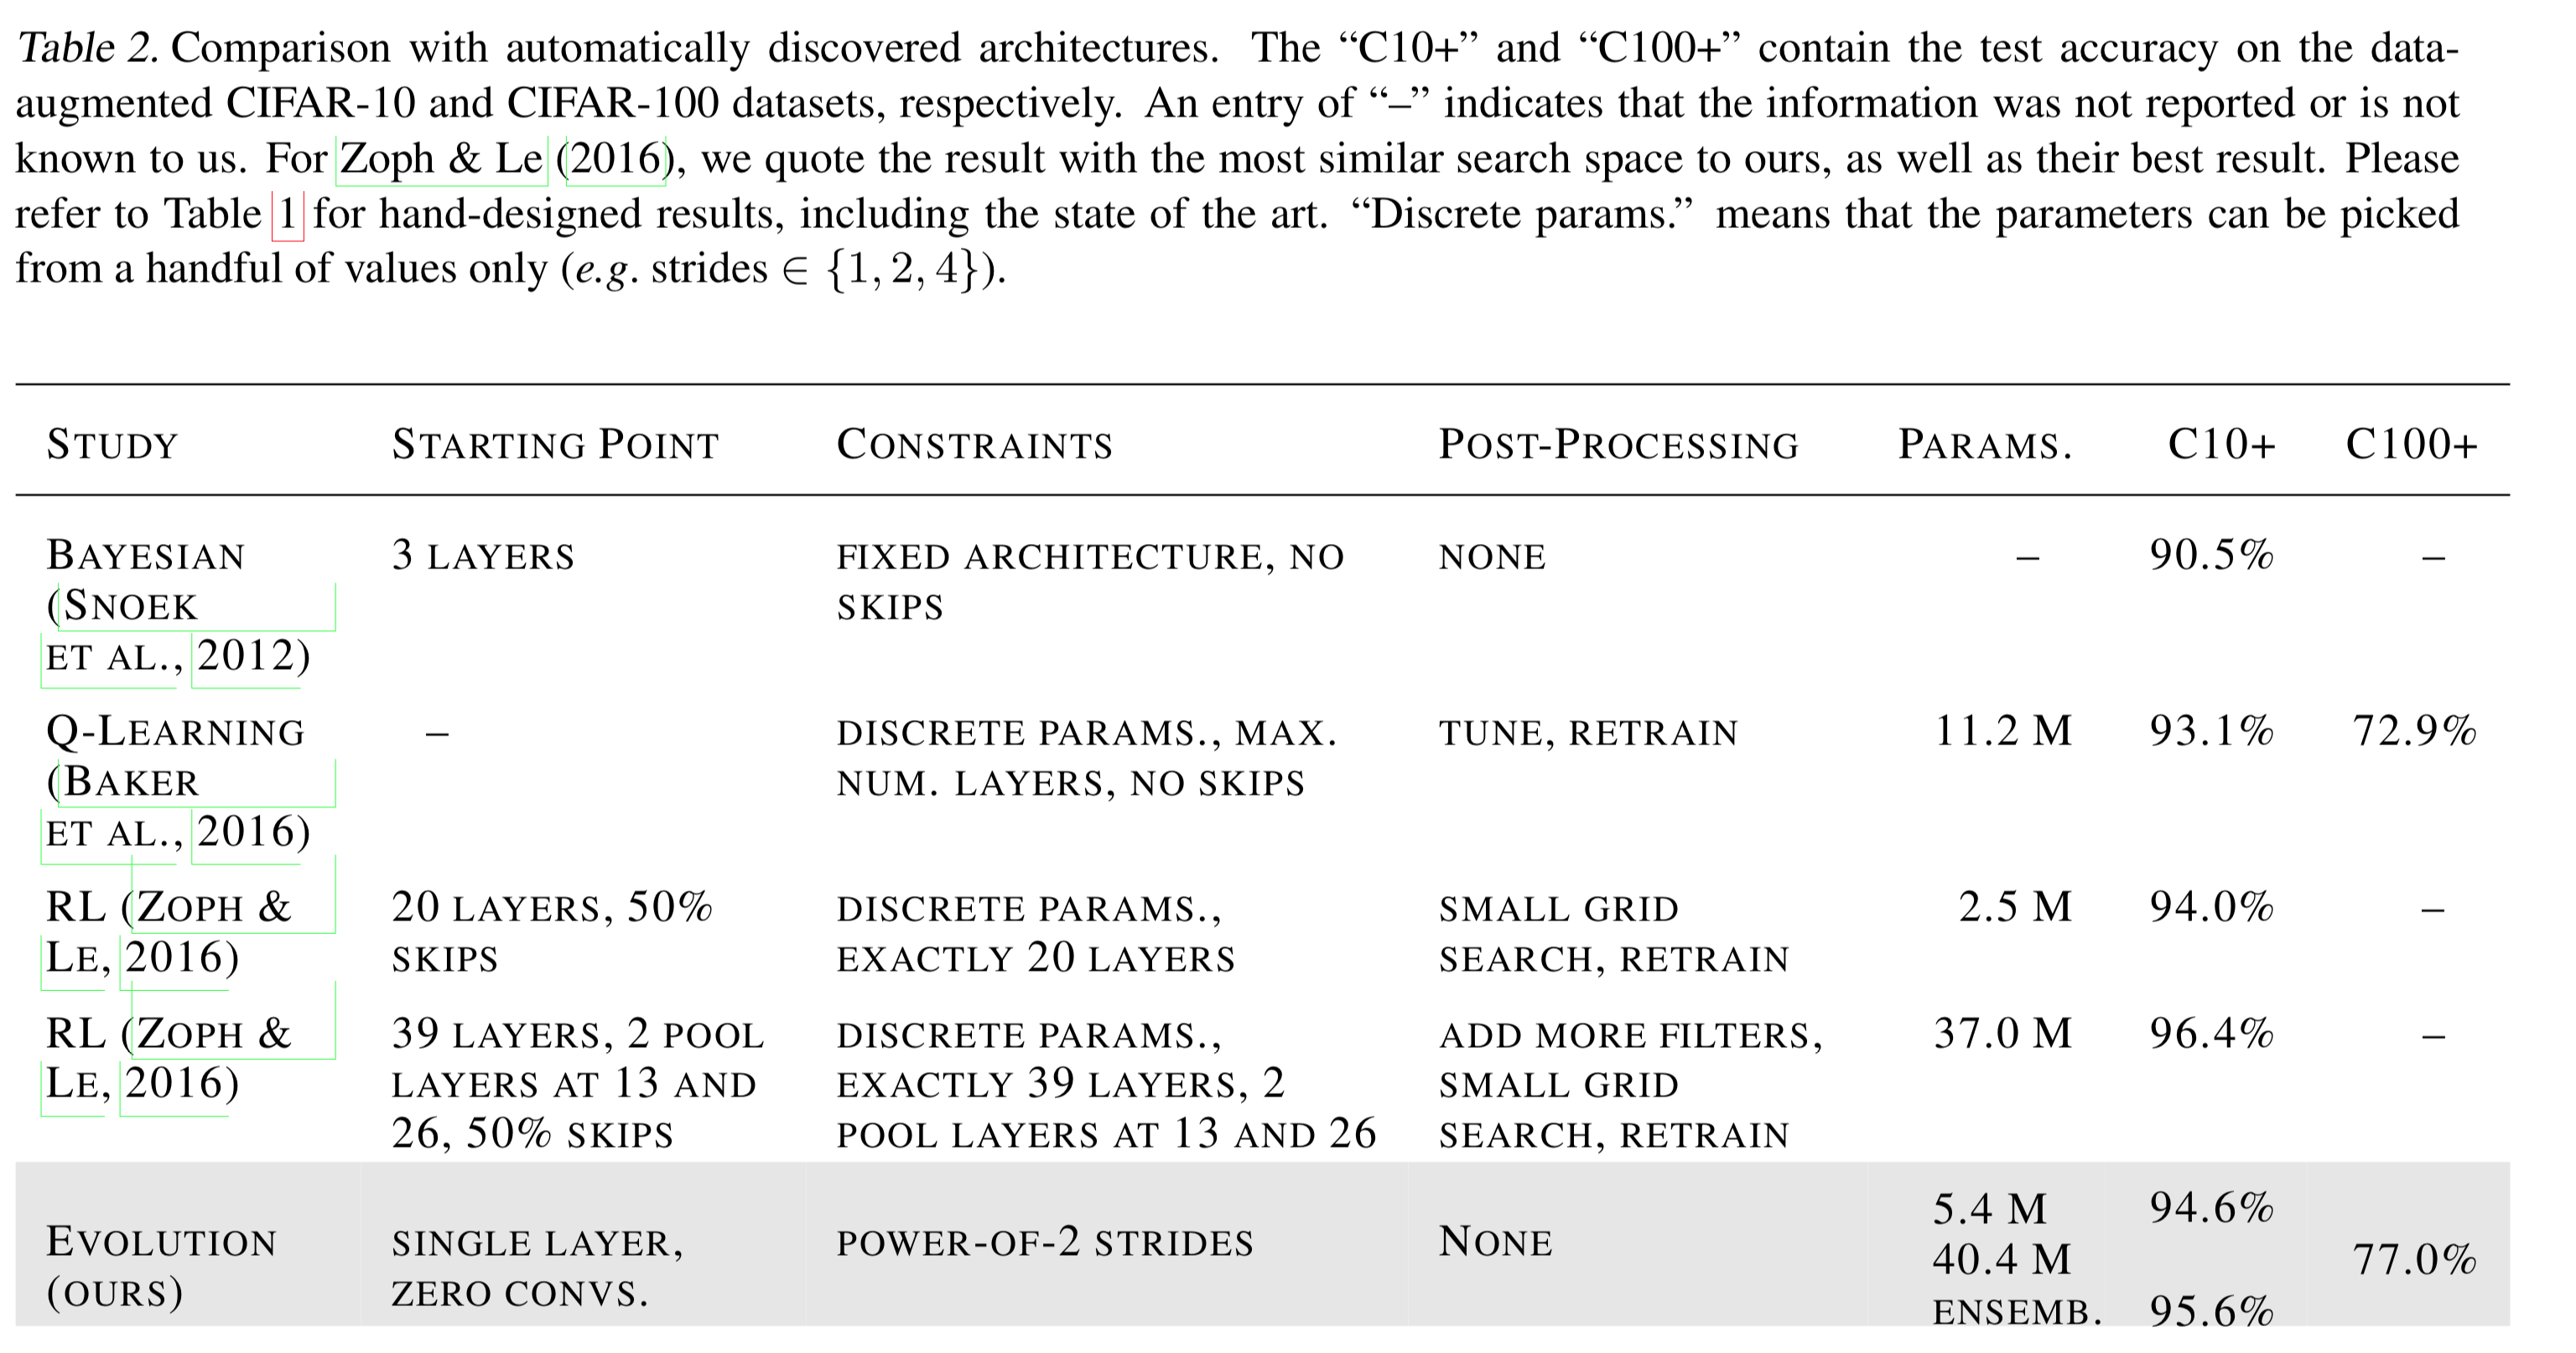 Table 2. Comparison with automatically discovered architectures. The “C10+” and “C100+” contain the test accuracy on the data-
augmented CIFAR-10 and CIFAR-100 datasets, respectively. An entry of “–” indicates that the information was not reported or is not
known to us. For Zoph & Le (2016), we quote the result with the most similar search space to ours, as well as their best result. Please
refer to Table 1 for hand-designed results, including the state of the art. “Discrete params.” means that the parameters can be picked
from a handful of values only (e.g. strides ∈ {1, 2, 4}).
STUDY STARTING POINT CONSTRAINTS POST-PROCESSING PARAMS. C10+ C100+
BAYESIAN 3 LAYERS FIXED ARCHITECTURE, NO NONE – 90.5% –
(SNOEK SKIPS
ET AL., 2012)
Q-LEARNING – DISCRETE PARAMS., MAX. TUNE, RETRAIN 11.2 M 93.1% 72.9%
(BAKER NUM. LAYERS, NO SKIPS
ET AL., 2016)
RL (ZOPH & 20 LAYERS, 50% DISCRETE PARAMS., SMALL GRID 2.5 M 94.0% –
LE, 2016) SKIPS EXACTLY 20 LAYERS SEARCH, RETRAIN
RL (ZOPH & 39 LAYERS, 2 POOL DISCRETE PARAMS., ADD MORE FILTERS, 37.0 M 96.4% –
LE, 2016) LAYERS AT 13 AND EXACTLY 39 LAYERS, 2 SMALL GRID
26, 50% SKIPS POOL LAYERS AT 13 AND 26 SEARCH, RETRAIN
5.4 M 94.6%
EVOLUTION SINGLE LAYER, POWER-OF-2 STRIDES NONE 40.4 M 77.0%
(OURS) ZERO CONVS. ENSEMB. 95.6%